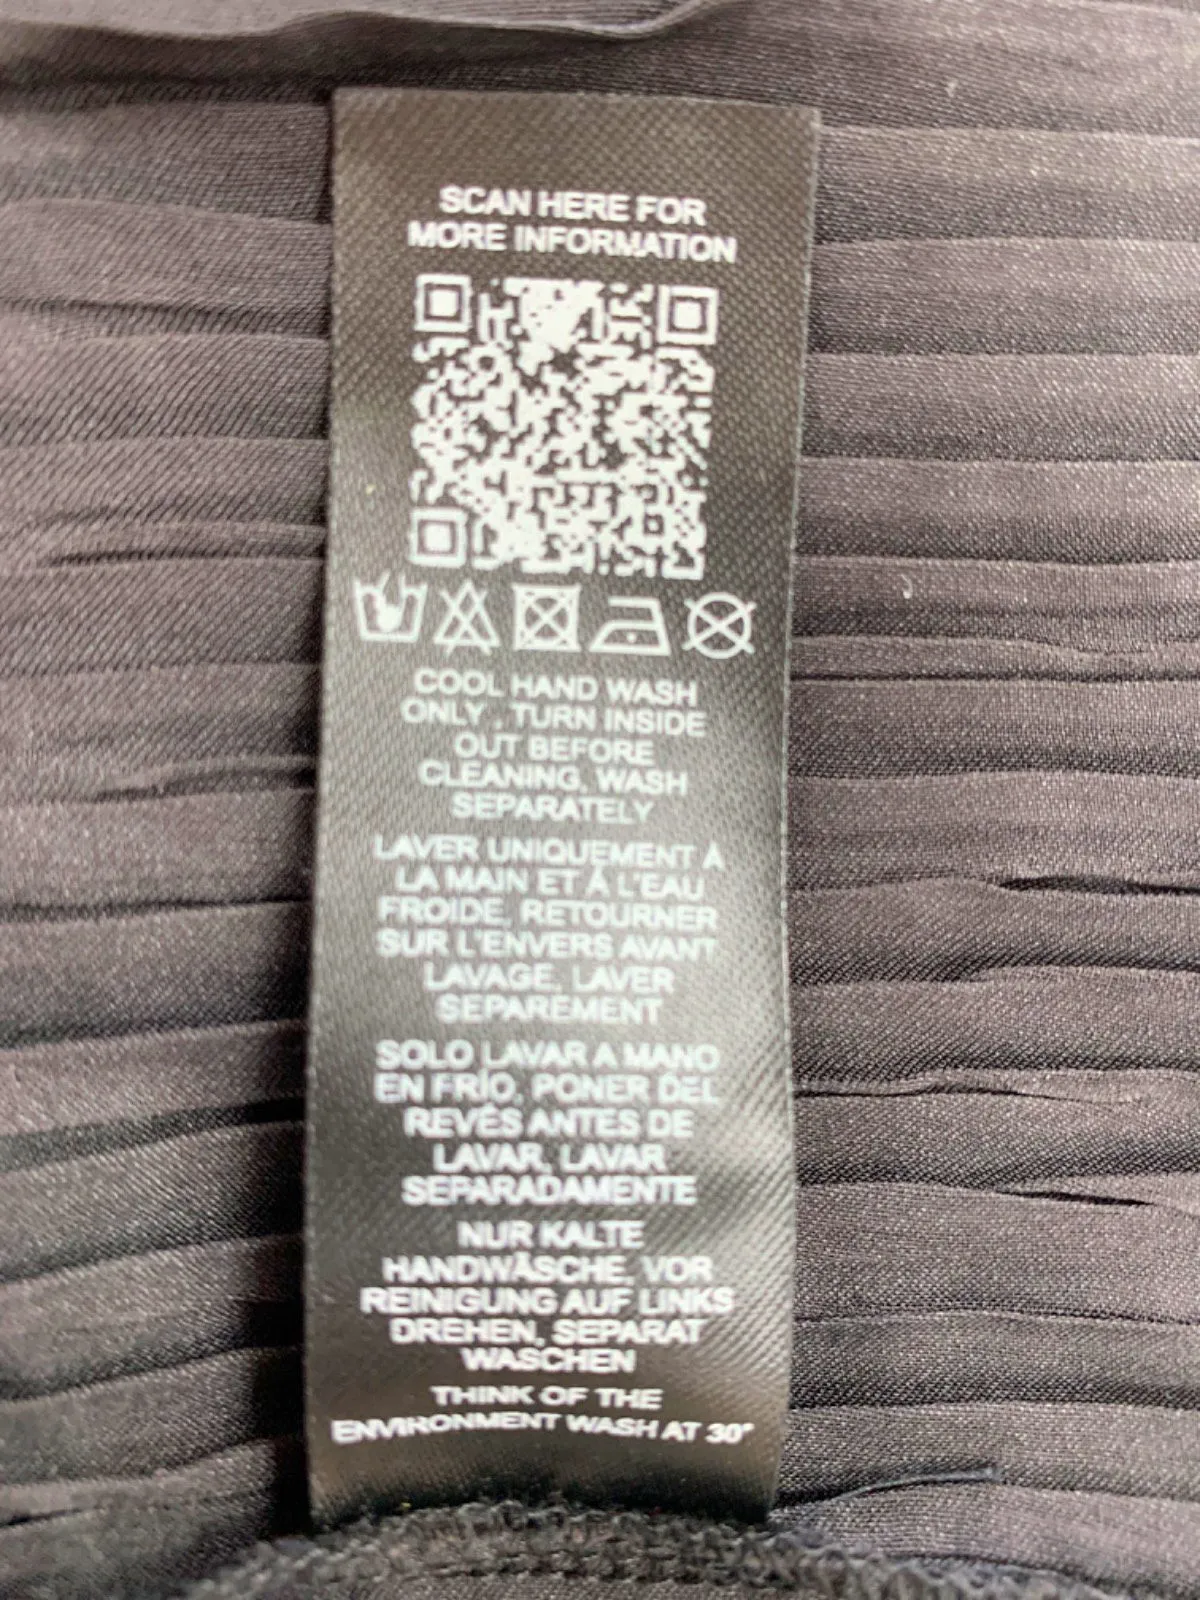 SCAN HERE FOR
MORE INFORMATION
COOL HAND WASH
ONLY , TURN INSIDE
OUT BEFORE
CLEANING, WASH
SEPARATELY
LAVER UNIQUEMENT À
LA MAIN ET À L'EAU
FROIDE, RETOURNER
SUR L'ENVERS AVANT
LAVAGE, LAVER
SEPAREMENT
SOLO LAVAR A MANO
EN FRÍO, PONER DEL
REVÉS ANTES DE
LAVAR, LAVAR
SEPARADAMENTE
NUR KALTE
HANDWÄSCHE, VOR
REINIGUNG AUF LINKS
DREHEN, SEPARAT
WASCHEN
THINK OF THE
ENVIRONMENT WASH AT 30°